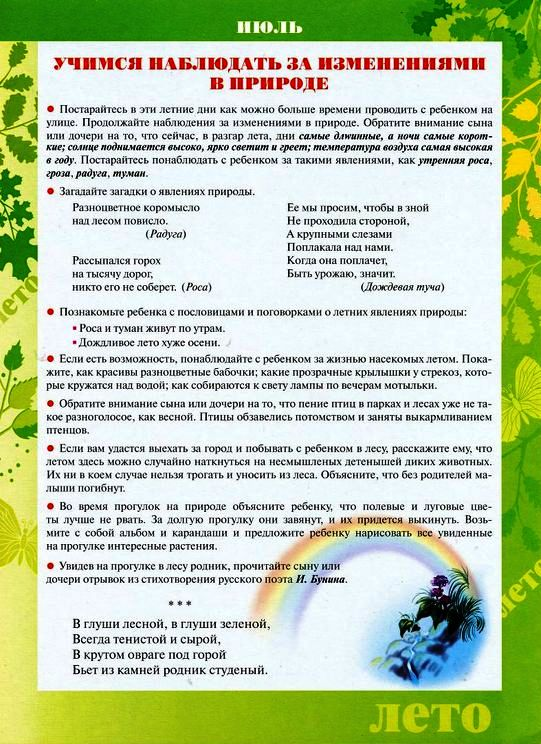 ИЮЛЬ
УЧИМСЯ НАБЛЮДАТЬ ЗА ИЗМЕНЕНИЯМИ
В ПРИРОДЕ
● Постарайтесь в эти летние дни как можно больше времени проводить с ребенком на
улице. Продолжайте наблюдения за изменениями в природе. Обратите внимание сына
или дочери на то, что сейчас, в разгар лета, дни самые длинные, а ночи самые корот-
кие; солнце поднимается высоко, ярко светит и греет; температура воздуха самая высокая
в году. Постарайтесь понаблюдать с ребенком за такими явлениями, как утренняя роса,
гроза, радуга, туман.
● Загадайте загадки о явлениях природы.
Разноцветное коромысло
над лесом повисло.
(Радуга)
Рассыпался горох
на тысячу дорог,
никто его не соберет. (Роса)
Ее мы просим, чтобы в зной
Не проходила стороной,
А крупными слезами
Поплакала над нами.
Когда она поплачет,
Быть урожаю, значит.
(Дождевая туча)
● Познакомьте ребенка с пословицами и поговорками о летних явлениях природы:
▪ Роса и туман живут по утрам.
▪ Дождливое лето хуже осени.
● Если есть возможность, понаблюдайте с ребенком за жизнью насекомых летом. Пока-
жите, как красивы разноцветные бабочки; какие прозрачные крылышки у стрекоз, кото-
рые кружатся над водой; как собираются к свету лампы по вечерам мотыльки.
● Обратите внимание сына или дочери на то, что пение птиц в парках и лесах уже не та-
кое разноголосое, как весной. Птицы обзавелись потомством и заняты выкармливанием
птенцов.
● Если вам удастся выехать за город и побывать с ребенком в лесу, расскажите ему, что
летом здесь можно случайно наткнуться на несмышленых детенышей диких животных.
Их ни в коем случае нельзя трогать и уносить из леса. Объясните, что без родителей ма-
лыши погибнут.
● Во время прогулок на природе объясните ребенку, что полевые и луговые цве-
ты лучше не рвать. За долгую прогулку они завянут, и их придется выкинуть. Возь-
мите с собой альбом и карандаши и предложите ребенку нарисовать все увиденные
на прогулке интересные растения.
● Увидев на прогулке в лесу родник, прочитайте сыну или
дочери отрывок из стихотворения русского поэта И. Бунина.
* * *
В глуши лесной, в глуши зеленой,
Всегда тенистой и сырой,
В крутом овраге под горой
Бьет из камней родник студеный.
лето
лето
лето